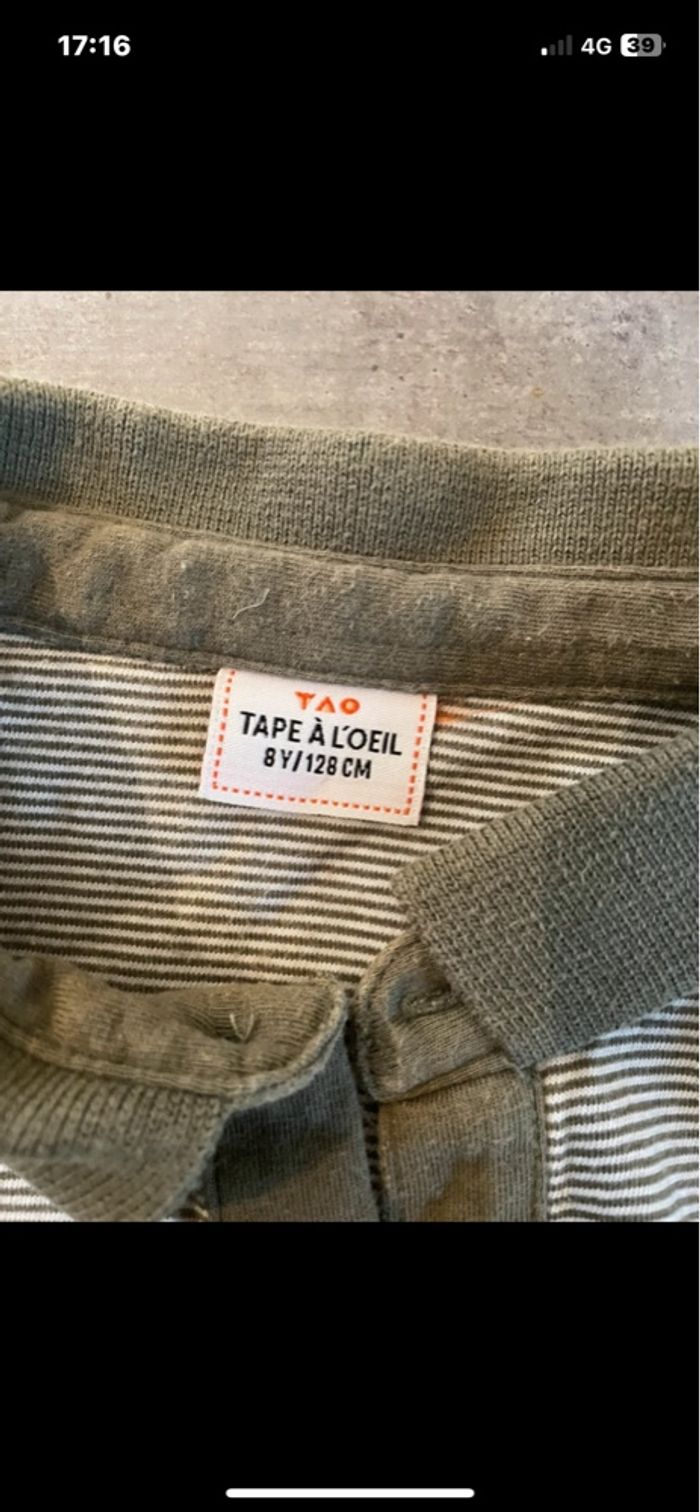 17:16
4G 39
TAO
TAPE À L'OEIL
8 Y/128 CM